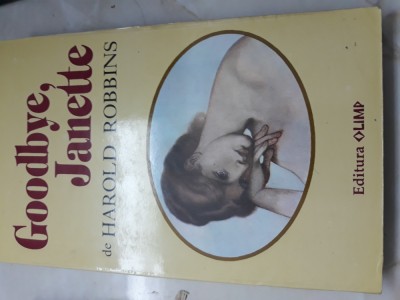 Goodbye,
Janette
de HAROLD ROBBINS
Editura OLIMP